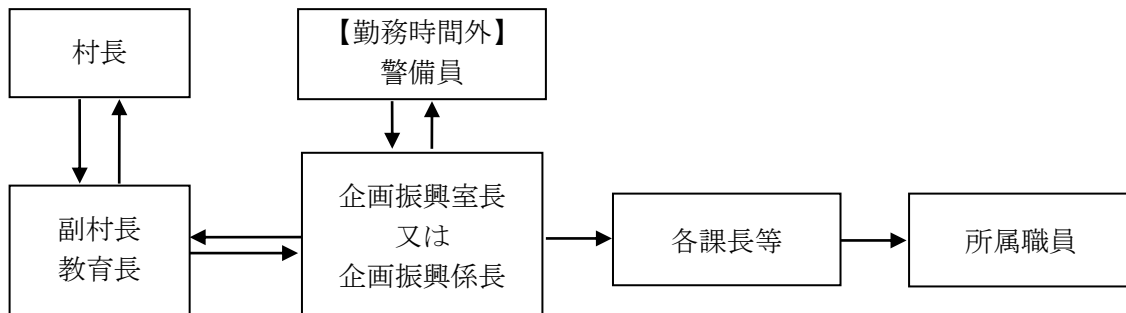 村長
【勤務時間外】
警備員
副村長
教育長
企画振興室長
又は
企画振興係長
各課長等
所属職員